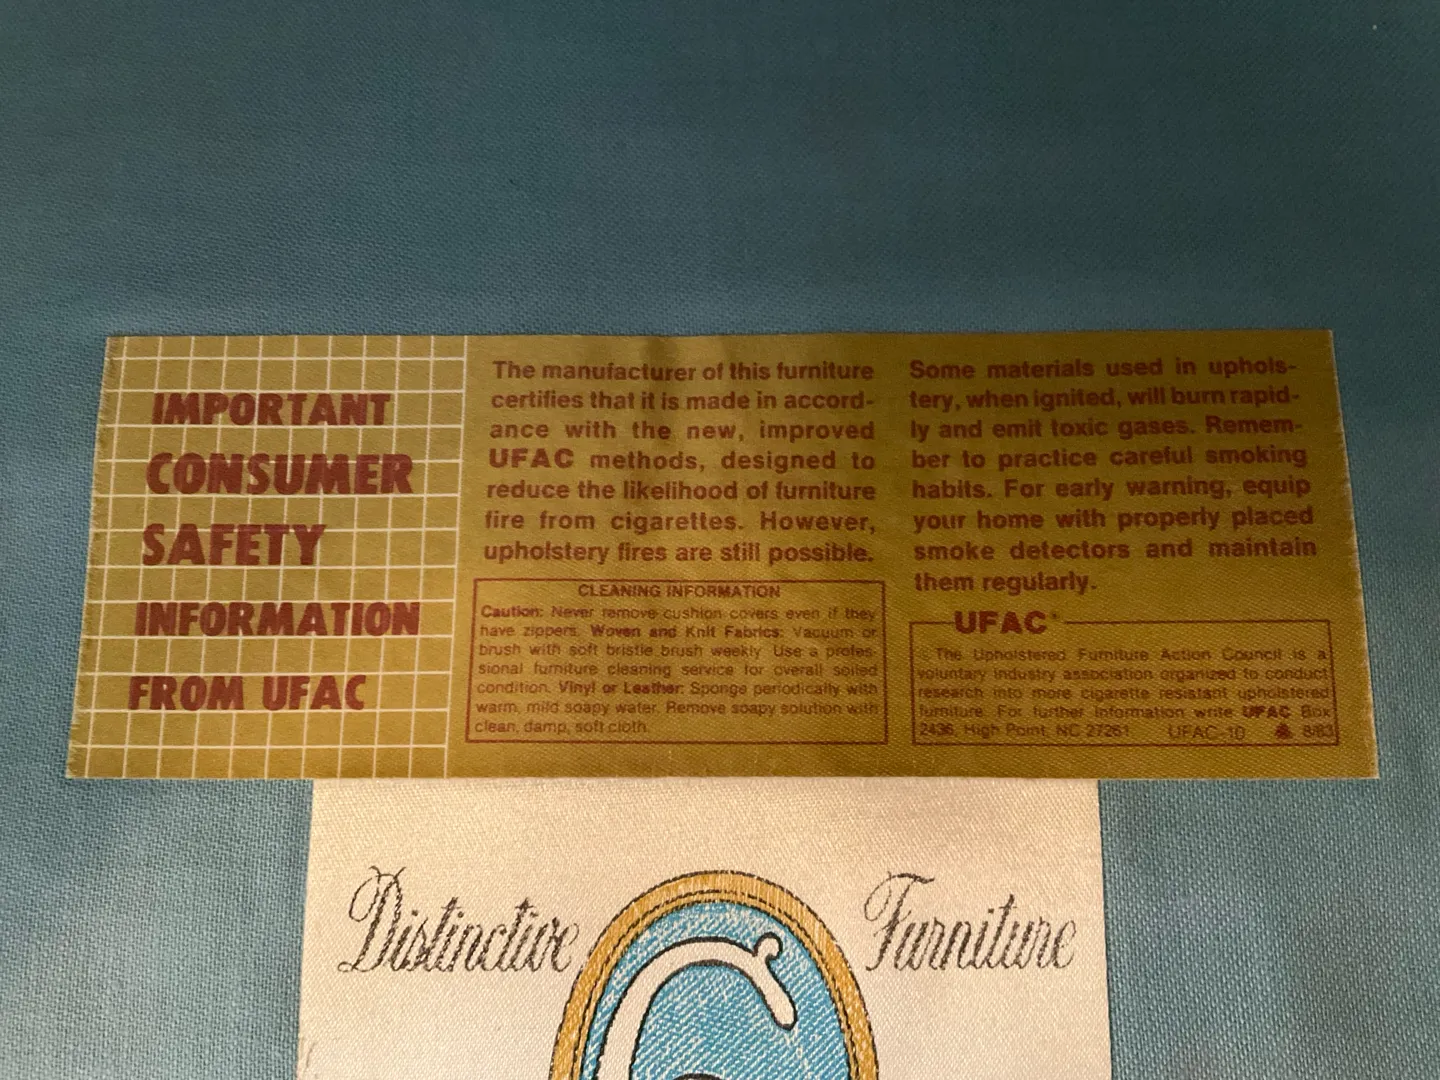 IMPORTANT
CONSUMER
SAFETY
INFORMATION
FROM UFAC
The manufacturer of this furniture
certifies that it is made in accord-
ance with the new, improved
UFAC methods, designed to
reduce the likelihood of furniture
fire from cigarettes. However,
upholstery fires are still possible.
CLEANING INFORMATION
Caution: Never remove cushion covers even if they
have zippers. Woven and Knit Fabrics: Vacuum or
brush with soft bristle brush weekly. Use a profes-
sional furniture cleaning service for overall soiled
condition. Vinyl or Leather: Sponge periodically with
warm, mild soapy water. Remove soapy solution with
clean, damp, soft cloth.
Some materials used in uphols-
tery, when ignited, will burn rapid-
ly and emit toxic gases. Remem-
ber to practice careful smoking
habits. For early warning, equip
your home with properly placed
smoke detectors and maintain
them regularly.
UFAC
The Upholstered Furniture Action Council is a
voluntary industry association organized to conduct
research into more cigarette resistant upholstered
furniture. For further information write UFAC Box
2436, High Point, NC 27261 UFAC-10 8/83
Distinctive Furniture